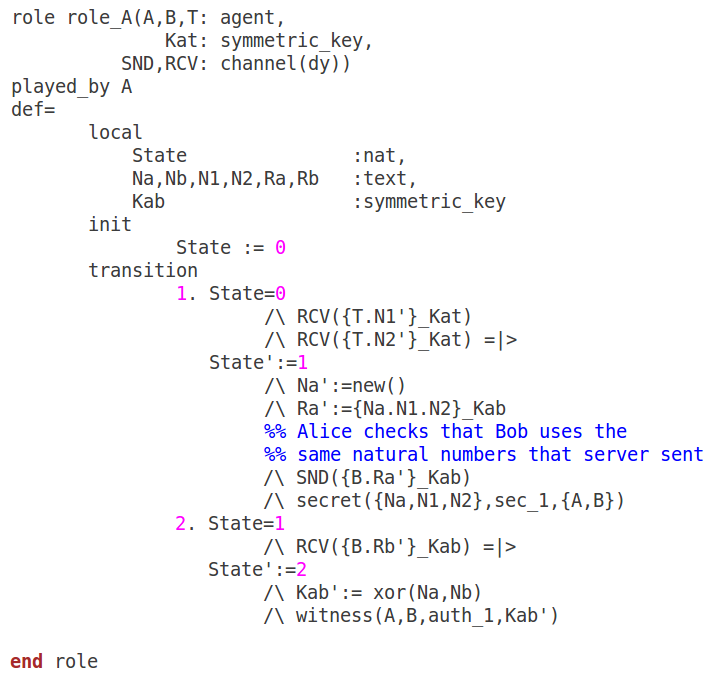 role role_A(A,B,T: agent,
Kat: symmetric_key,
SND,RCV: channel(dy))
played_by A
def=
local
State :nat,
Na,Nb,N1,N2,Ra,Rb :text,
Kab :symmetric_key
init
State := 0
transition
1. State=0
/\ RCV({T.N1'}_Kat)
/\ RCV({T.N2'}_Kat) =|>
State':=1
/\ Na':=new()
/\ Ra':={Na.N1.N2}_Kab
%% Alice checks that Bob uses the
%% same natural numbers that server sent
/\ SND({B.Ra'}_Kab)
/\ secret({Na,N1,N2},sec_1,{A,B})
2. State=1
/\ RCV({B.Rb'}_Kab) =|>
State':=2
/\ Kab':= xor(Na,Nb)
/\ witness(A,B,auth_1,Kab')
end role